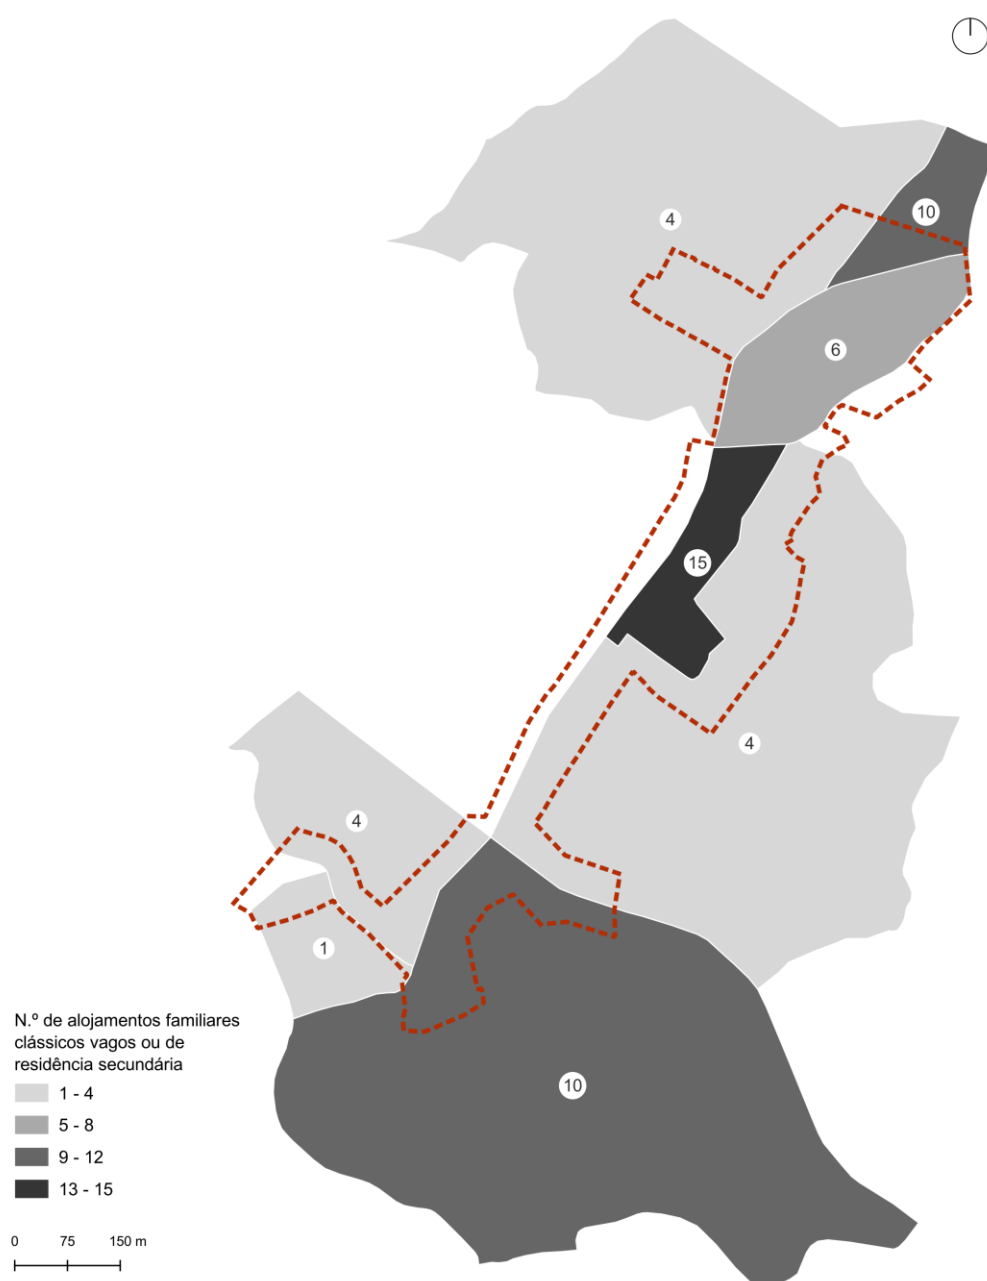 4
10
6
15
4
4
1
10
N.º de alojamentos familiares
clássicos vagos ou de
residência secundária
1 - 4
5 - 8
9 - 12
13 - 15
0 75 150 m